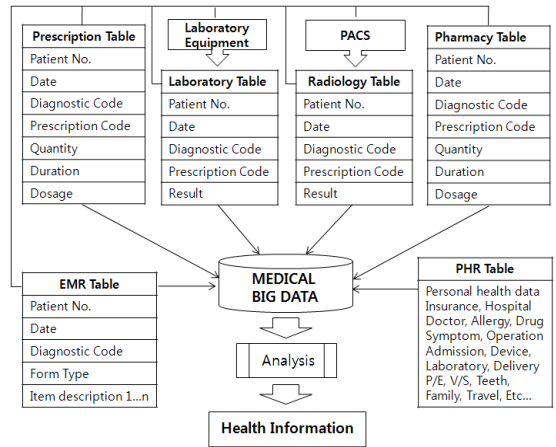 Prescription Table
Patient No.
Date
Diagnostic Code
Prescription Code
Quantity
Duration
Dosage
Laboratory
Equipment
Laboratory Table
Patient No.
Date
Diagnostic Code
Prescription Code
Result
PACS
Radiology Table
Patient No.
Date
Diagnostic Code
Prescription Code
Result
Pharmacy Table
Patient No.
Date
Diagnostic Code
Prescription Code
Quantity
Duration
Dosage
EMR Table
Patient No.
Date
Diagnostic Code
Form Type
Item description 1...n
MEDICAL
BIG DATA
Analysis
Health Information
PHR Table
Personal health data
Insurance, Hospital
Doctor, Allergy, Drug
Symptom, Operation
Admission, Device,
Laboratory, Delivery
P/E, V/S, Teeth,
Family, Travel, Etc...